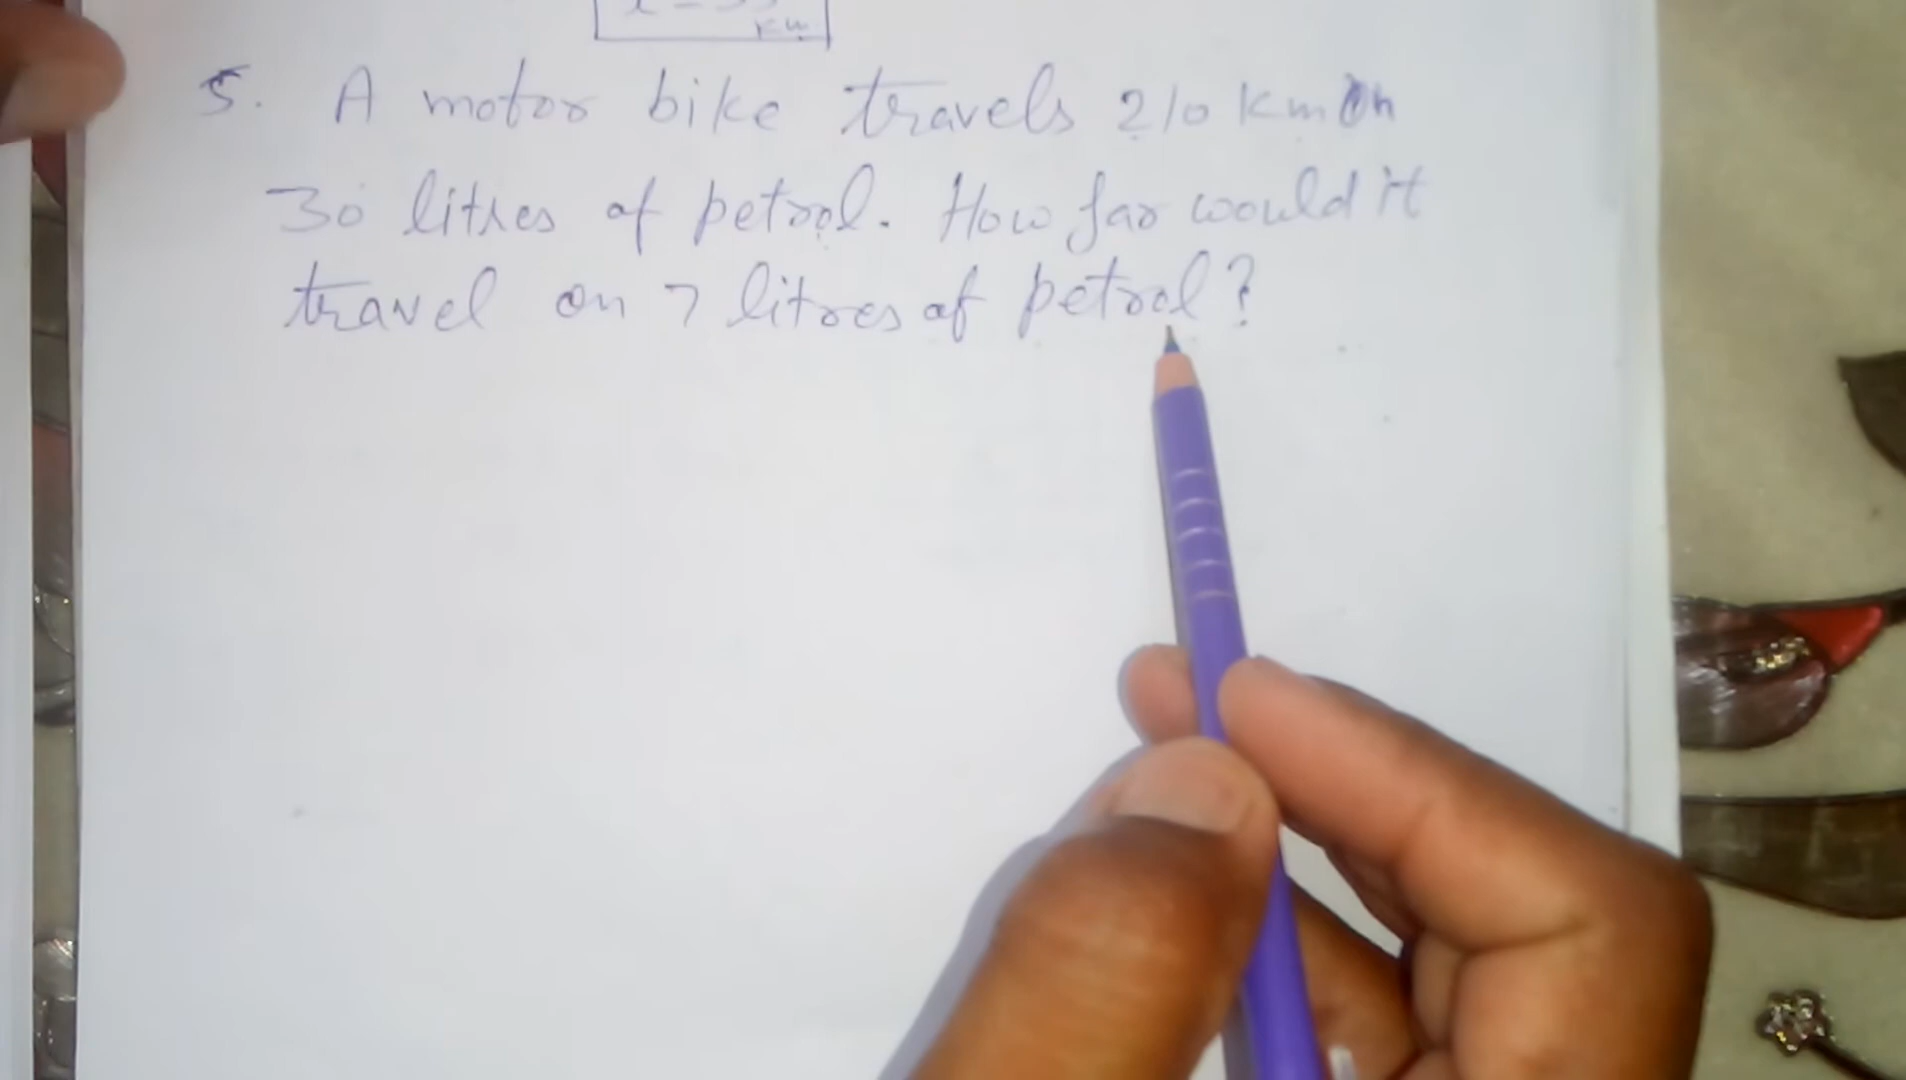 km
5. A motor bike travels 210 km on
30 litres of petrol. How far would it
travel on 7 litres of petrol?